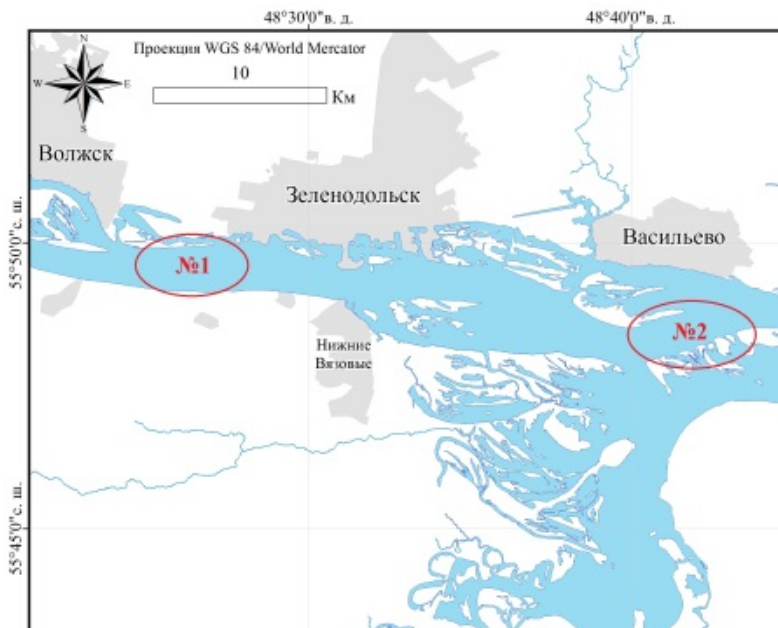 48°30'0"в. д.
48°40'0"в. д.
Проекция WGS 84/World Mercator
N
W
E
S
10
Км
Волжск
Зеленодольск
Васильево
55°50'0"с. ш.
№1
№2
Нижние
Вязовые
55°45'0"с. ш.